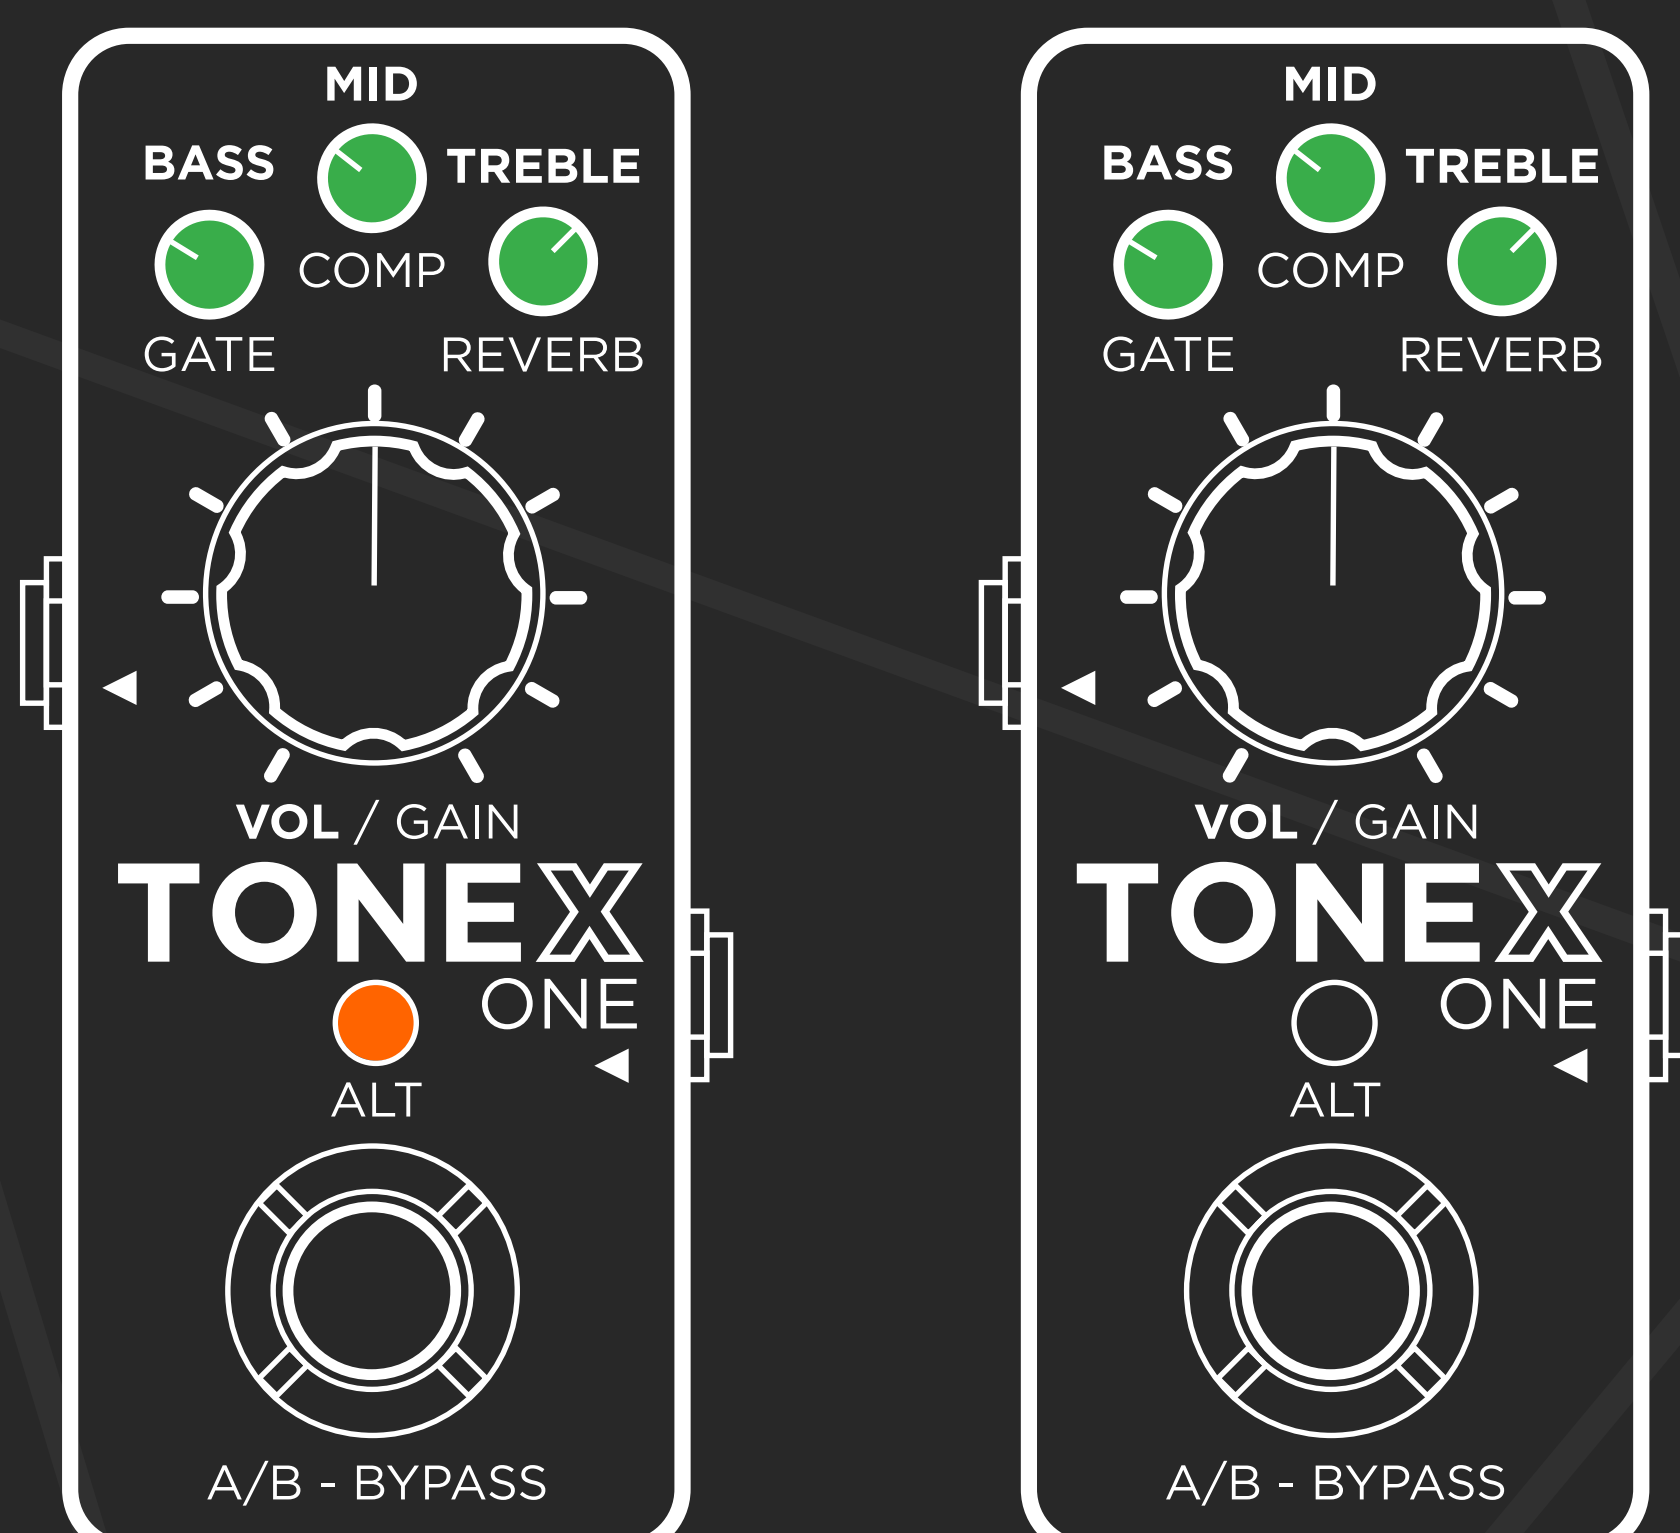 MID
BASS
TREBLE
COMP
GATE
REVERB
VOL / GAIN
TONEX
ONE
ALT
A/B - BYPASS
MID
BASS
TREBLE
COMP
GATE
REVERB
VOL / GAIN
TONEX
ONE
ALT
A/B - BYPASS